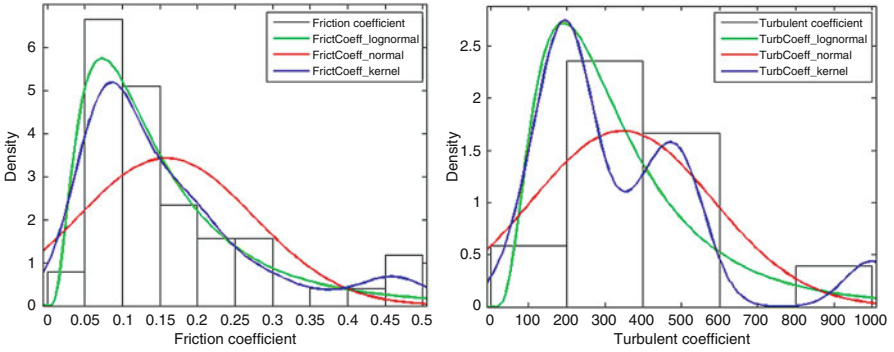 Friction coefficient
FrictCoeff_lognormal
FrictCoeff_normal
FrictCoeff_kernel
6
5
4
3
2
1
0
Density
0 0.05 0.1 0.15 0.2 0.25 0.3 0.35 0.4 0.45 0.5
Friction coefficient
Turbulent coefficient
TurbCoeff_lognormal
TurbCoeff_normal
TurbCoeff_kernel
2.5
2
1.5
1
0.5
0
Density
0 100 200 300 400 500 600 700 800 900 1000
Turbulent coefficient